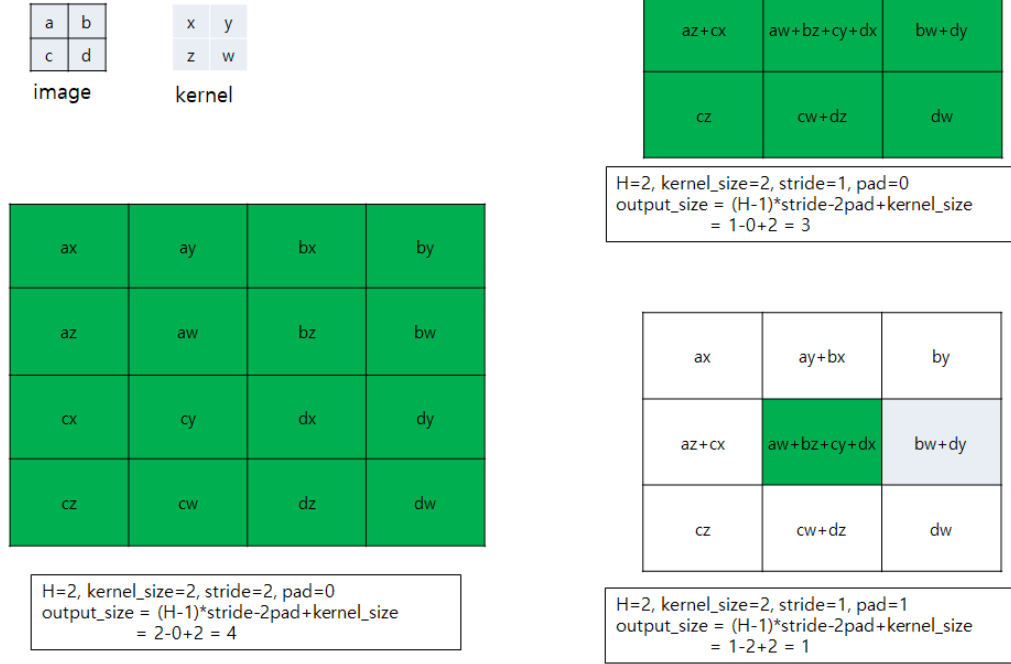 a b
c d
image
x y
z w
kernel
az+cx aw+bz+cy+dx bw+dy
cz cw+dz dw
H=2, kernel_size=2, stride=1, pad=0
output_size = (H-1)*stride-2pad+kernel_size
= 1-0+2 = 3
ax ay bx by
az aw bz bw
cx cy dx dy
cz cw dz dw
H=2, kernel_size=2, stride=2, pad=0
output_size = (H-1)*stride-2pad+kernel_size
= 2-0+2 = 4
ax ay+bx by
az+cx aw+bz+cy+dx bw+dy
cz cw+dz dw
H=2, kernel_size=2, stride=1, pad=1
output_size = (H-1)*stride-2pad+kernel_size
= 1-2+2 = 1